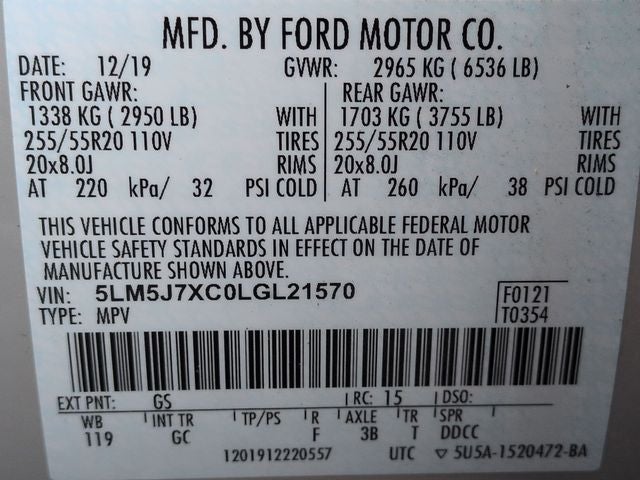 MFD. BY FORD MOTOR CO.
DATE: 12/19 GVWR: 2965 KG ( 6536 LB)
FRONT GAWR: REAR GAWR:
1338 KG ( 2950 LB) WITH 1703 KG ( 3755 LB) WITH
255/55R20 110V TIRES 255/55R20 110V TIRES
20x8.0J RIMS 20x8.0J RIMS
AT 220 kPa/ 32 PSI COLD AT 260 kPa/ 38 PSI COLD
THIS VEHICLE CONFORMS TO ALL APPLICABLE FEDERAL MOTOR
VEHICLE SAFETY STANDARDS IN EFFECT ON THE DATE OF
MANUFACTURE SHOWN ABOVE.
VIN: 5LM5J7XC0LGL21570 F0121
TYPE: MPV T0354
EXT PNT: GS RC: 15 DSO:
WB INT TR TP/PS R AXLE TR SPR
119 GC F 3B T DDCC
1201912220557 UTC ▽ 5U5A-1520472-BA